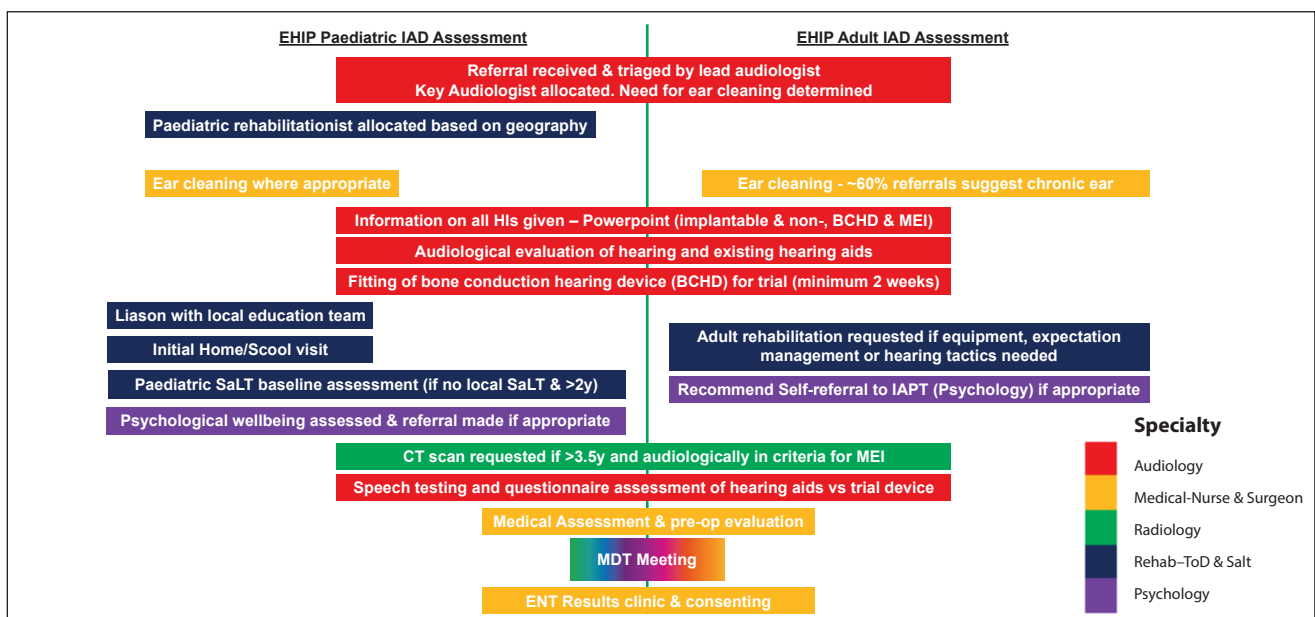 EHIP Paediatric IAD Assessment
EHIP Adult IAD Assessment
Referral received & triaged by lead audiologist
Key Audiologist allocated. Need for ear cleaning determined
Paediatric rehabilitationist allocated based on geography
Ear cleaning where appropriate
Ear cleaning - ~60% referrals suggest chronic ear
Information on all HIs given – Powerpoint (implantable & non-, BCHD & MEI)
Audiological evaluation of hearing and existing hearing aids
Fitting of bone conduction hearing device (BCHD) for trial (minimum 2 weeks)
Liason with local education team
Initial Home/Scool visit
Adult rehabilitation requested if equipment, expectation
management or hearing tactics needed
Paediatric SaLT baseline assessment (if no local SaLT & >2y)
Recommend Self-referral to IAPT (Psychology) if appropriate
Psychological wellbeing assessed & referral made if appropriate
CT scan requested if >3.5y and audiologically in criteria for MEI
Speech testing and questionnaire assessment of hearing aids vs trial device
Medical Assessment & pre-op evaluation
MDT Meeting
ENT Results clinic & consenting
Specialty
Audiology
Medical-Nurse & Surgeon
Radiology
Rehab–ToD & Salt
Psychology